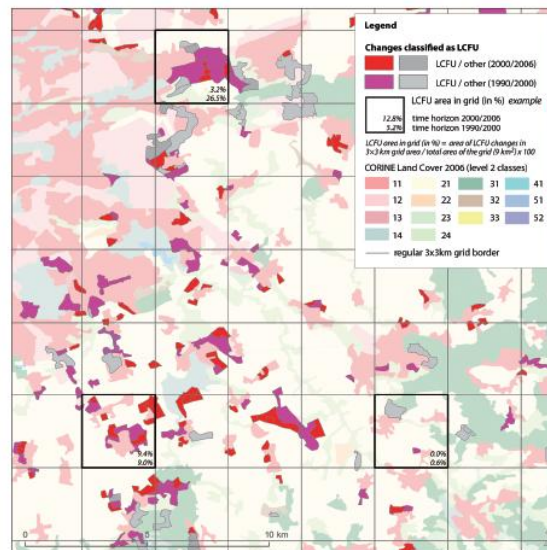 Legend
Changes classified as LCFU
LCFU / other (2000/2006)
LCFU / other (1990/2000)
LCFU area in grid (in %) example
12.8% time horizon 2000/2006
5.2% time horizon 1990/2000
LCFU area in grid (in %) = area of LCFU changes in
3×3 km grid area / total area of the grid (9 km²) x 100
CORINE Land Cover 2006 (level 2 classes)
11 21 31 41
12 22 32 51
13 23 33 52
14 24
regular 3x3km grid border
3.2%
26.5%
9.4%
9.0%
0.0%
0.6%
0 5 10 km